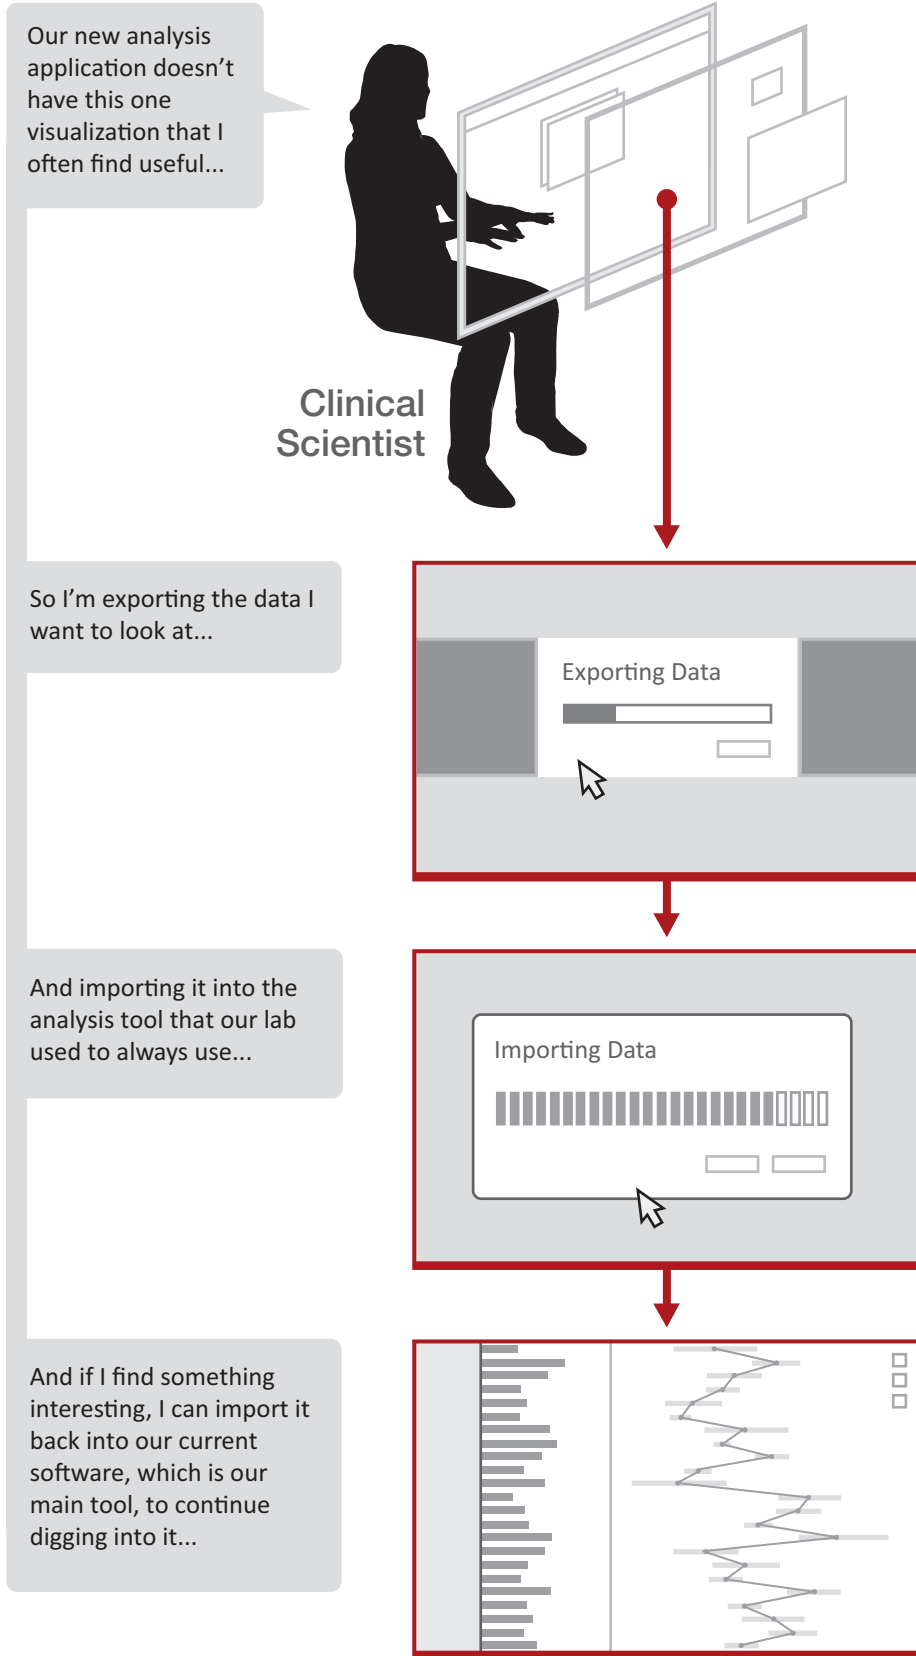 Our new analysis
application doesn't
have this one
visualization that I
often find useful...
Clinical
Scientist
So I'm exporting the data I
want to look at...
Exporting Data
And importing it into the
analysis tool that our lab
used to always use...
Importing Data
And if I find something
interesting, I can import it
back into our current
software, which is our
main tool, to continue
digging into it...